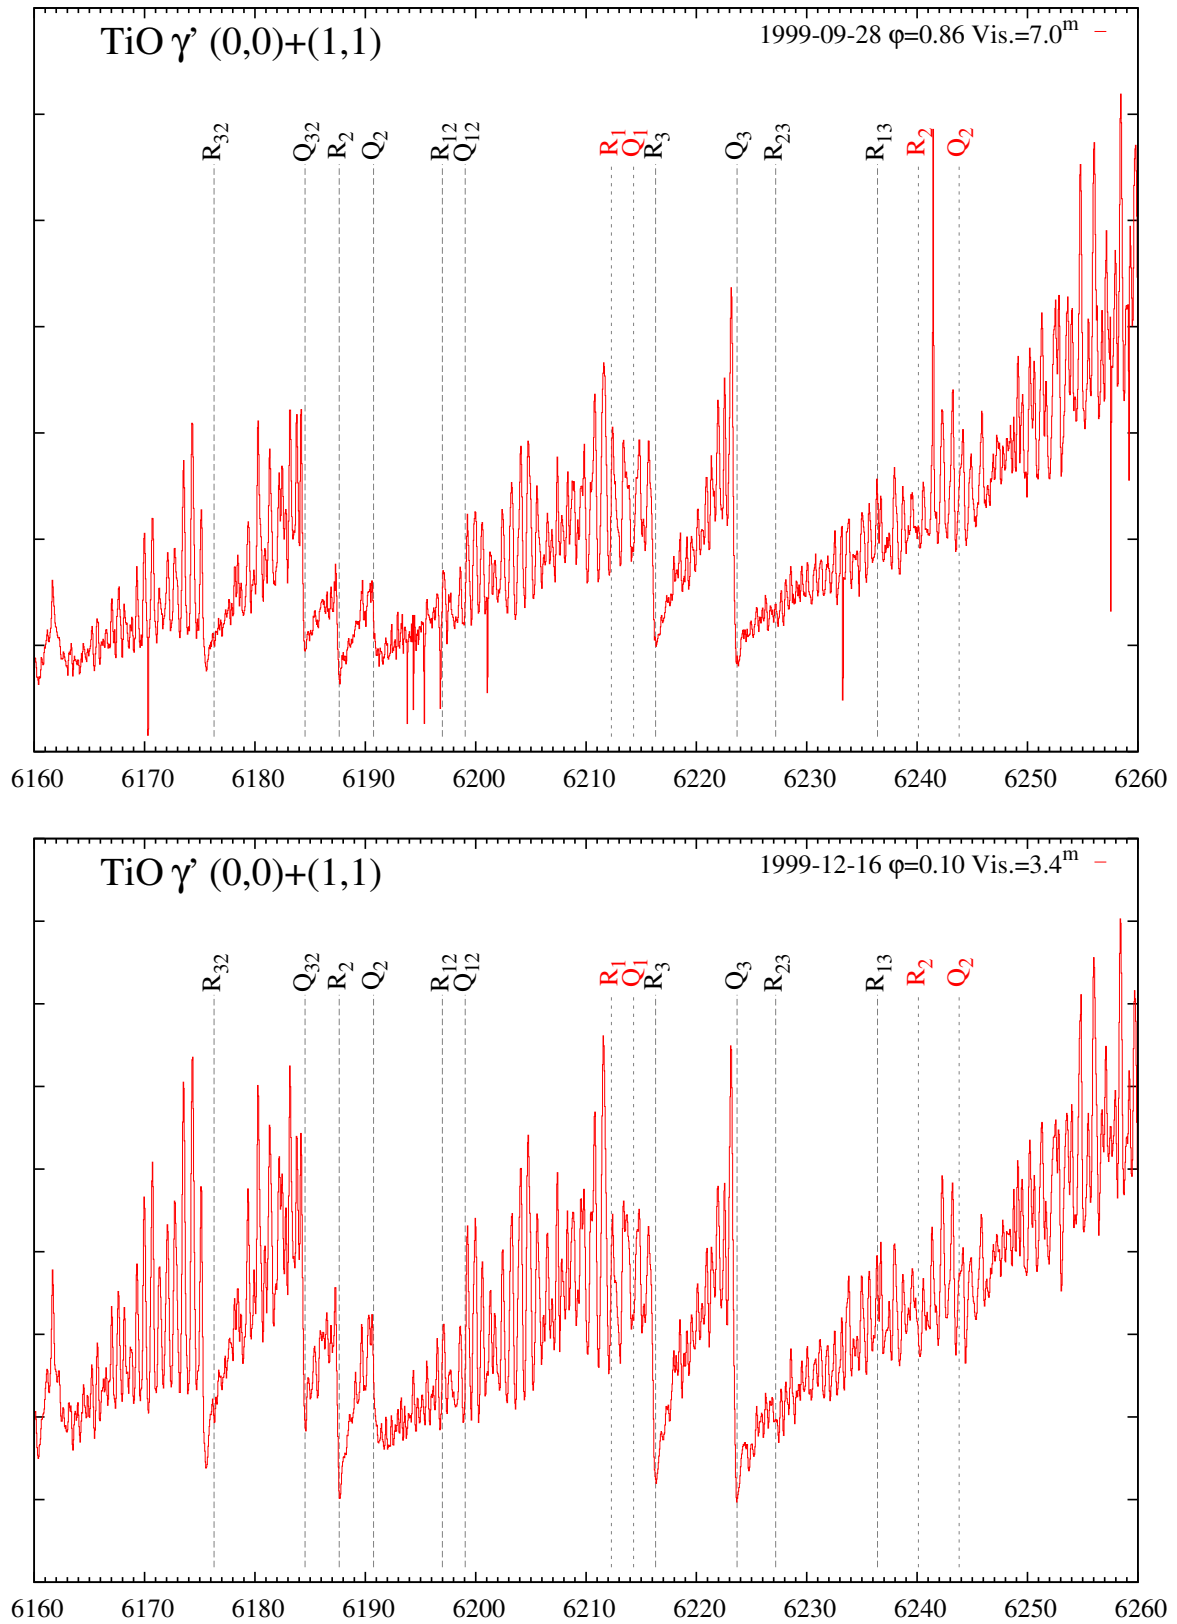 TiO γ’ (0,0)+(1,1)
1999-09-28 φ=0.86 Vis.=7.0m
R32 Q32 R2 Q2 R12 Q12 R1 Q1 R3 Q3 R23 R13 R2 Q2
6160 6170 6180 6190 6200 6210 6220 6230 6240 6250 6260
TiO γ’ (0,0)+(1,1)
1999-12-16 φ=0.10 Vis.=3.4m
R32 Q32 R2 Q2 R12 Q12 R1 Q1 R3 Q3 R23 R13 R2 Q2
6160 6170 6180 6190 6200 6210 6220 6230 6240 6250 6260